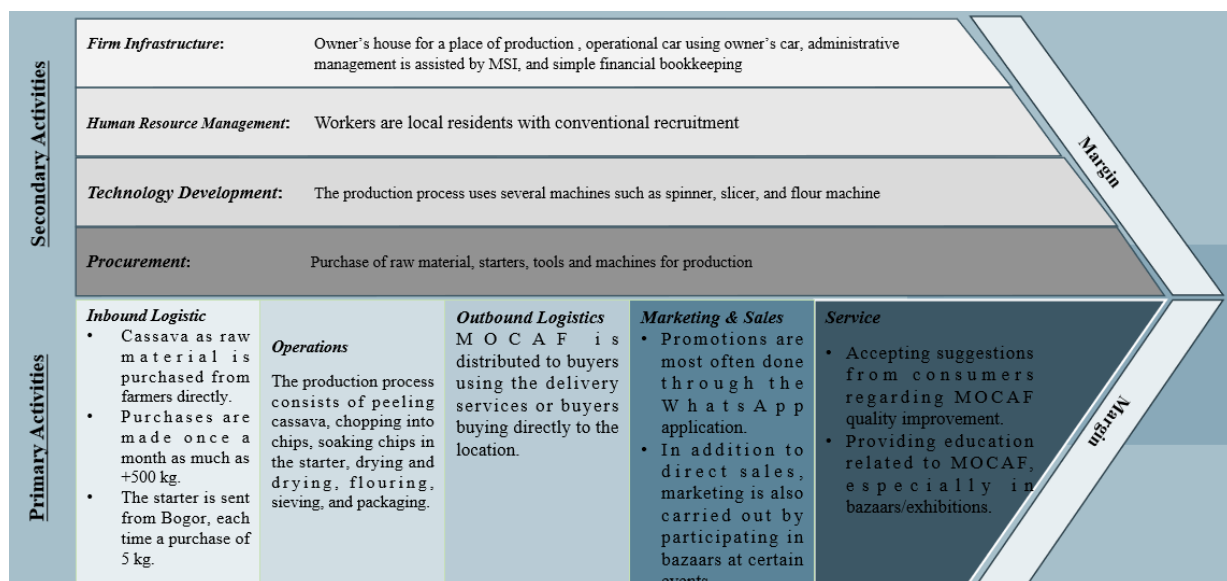 Secondary Activities
Firm Infrastructure:
Owner's house for a place of production , operational car using owner's car, administrative
management is assisted by MSI, and simple financial bookkeeping
Human Resource Management:
Workers are local residents with conventional recruitment
Technology Development:
The production process uses several machines such as spinner, slicer, and flour machine
Procurement:
Purchase of raw material, starters, tools and machines for production
Margin
Primary Activities
Inbound Logistic
• Cassava as raw
material is
purchased from
farmers directly.
• Purchases are
made once a
month as much as
+500 kg.
• The starter is sent
from Bogor, each
time a purchase of
5 kg.
Operations
The production process
consists of peeling
cassava, chopping into
chips, soaking chips in
the starter, drying and
drying, flouring,
sieving, and packaging.
Outbound Logistics
MOCAF is
distributed to buyers
using the delivery
services or buyers
buying directly to the
location.
Marketing & Sales
• Promotions are
most often done
through the
WhatsApp
application.
• In addition to
direct sales,
marketing is also
carried out by
participating in
bazaars at certain
events
Service
• Accepting suggestions
from consumers
regarding MOCAF
quality improvement.
• Providing education
related to MOCAF,
especially in
bazaars/exhibitions.
Margin